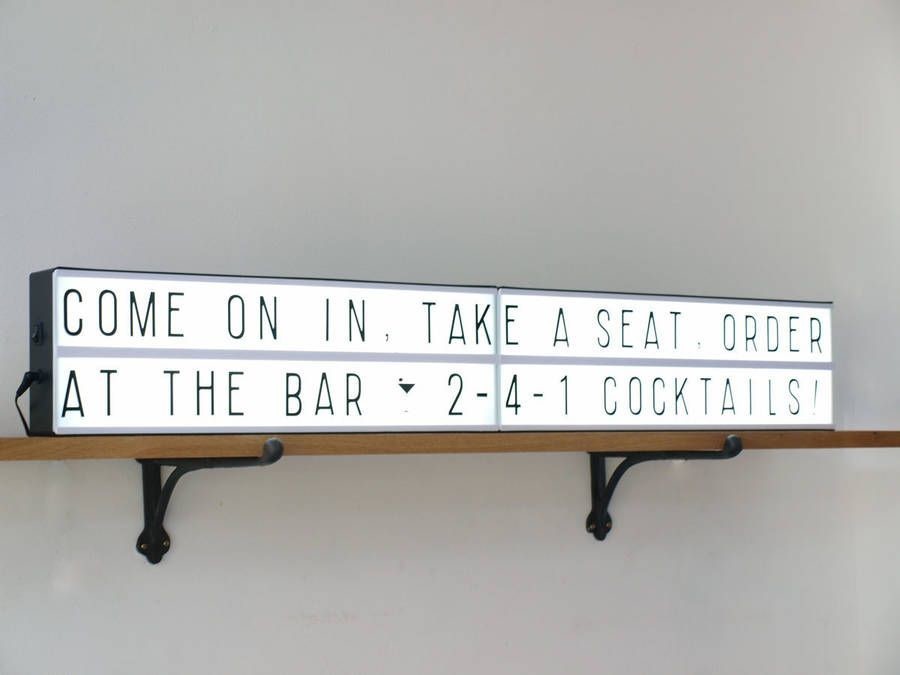 COME ON IN, TAKE A SEAT, ORDER
AT THE BAR 2-4-1 COCKTAILS!